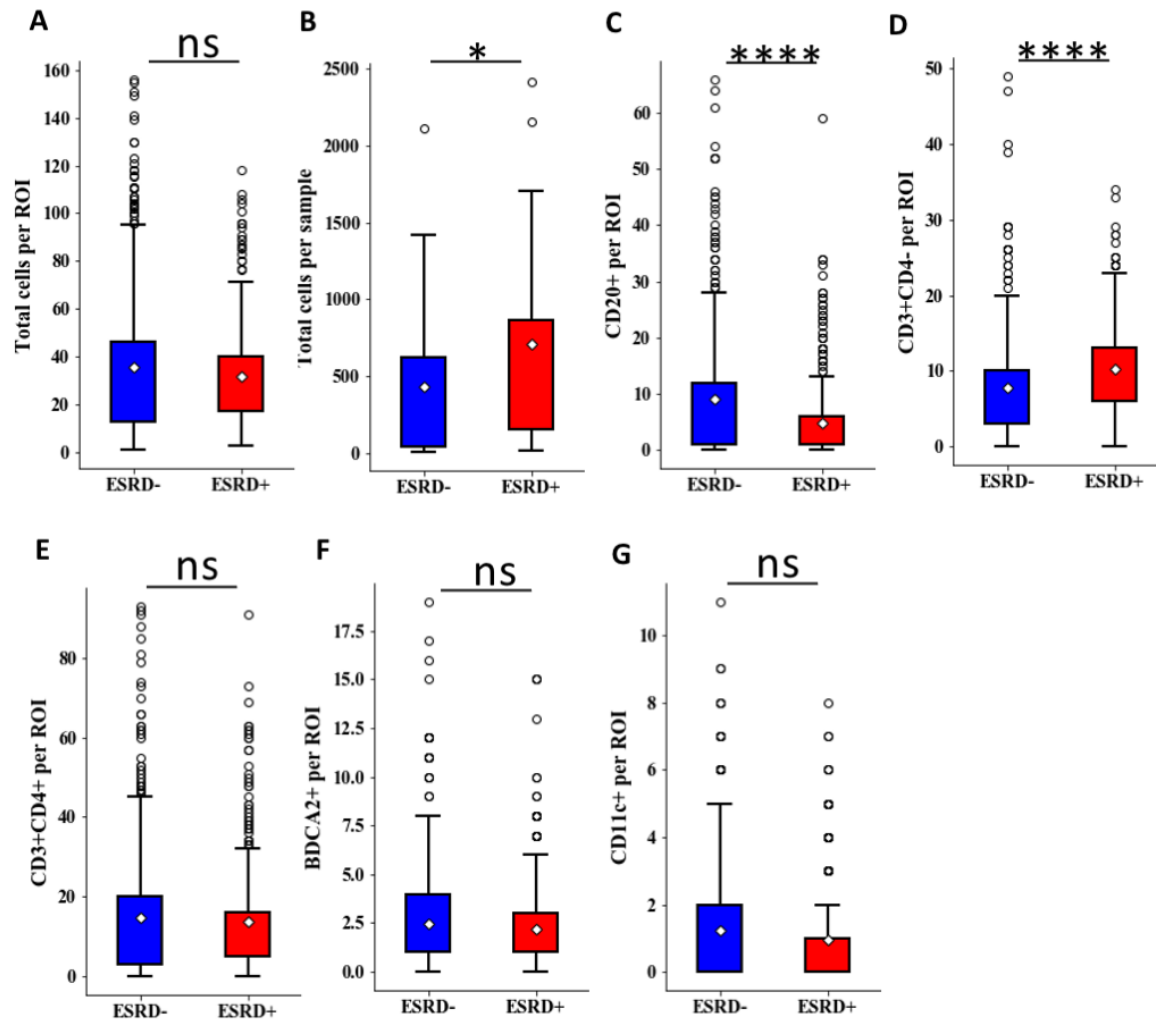 A
ns
Total cells per ROI
160
140
120
100
80
60
40
20
0
ESRD-
ESRD+
B
*
Total cells per sample
2500
2000
1500
1000
500
0
ESRD-
ESRD+
C
****
CD20+ per ROI
60
50
40
30
20
10
0
ESRD-
ESRD+
D
****
CD3+CD4- per ROI
50
40
30
20
10
0
ESRD-
ESRD+
E
ns
CD3+CD4+ per ROI
80
60
40
20
0
ESRD-
ESRD+
F
ns
BDCA2+ per ROI
17.5
15.0
12.5
10.0
7.5
5.0
2.5
0.0
ESRD-
ESRD+
G
ns
CD11c+ per ROI
10
8
6
4
2
0
ESRD-
ESRD+